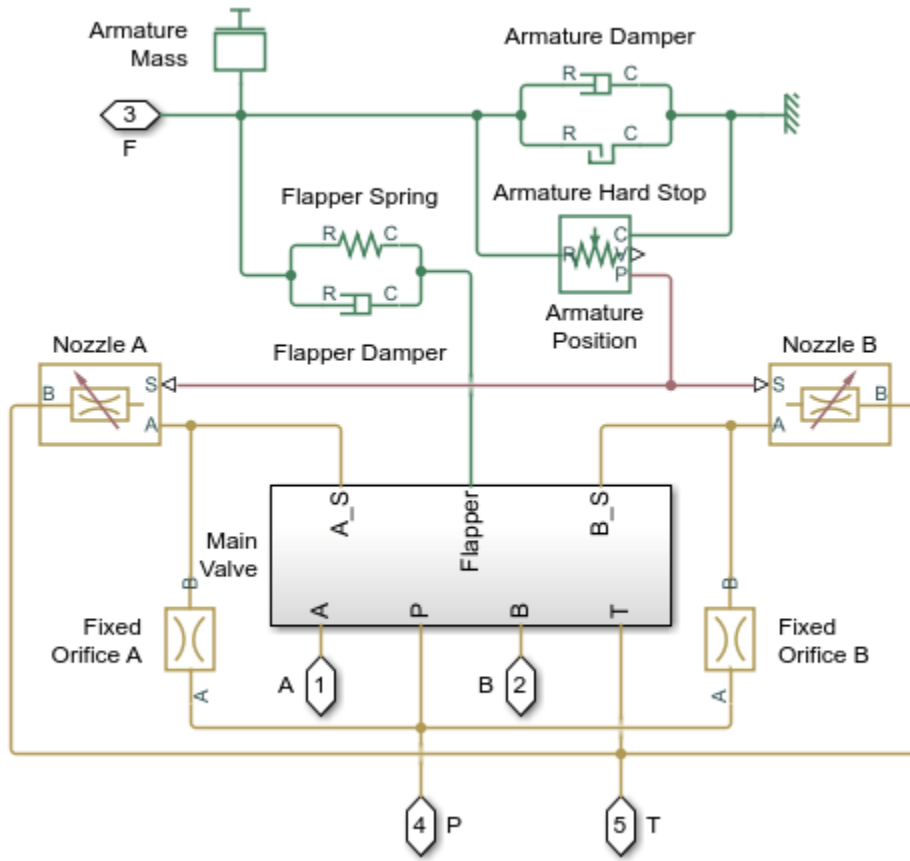 Armature
Mass
Armature Damper
R C
3
F
R C
Flapper Spring
Armature Hard Stop
R C
C
R V
P
R C
Armature
Position
Flapper Damper
Nozzle A
Nozzle B
B S
S B
A
A
A_S
Flapper
B_S
Main
Valve
B
B
A P B T
Fixed
Orifice A
Fixed
Orifice B
A 1
B 2
A
A
4 P
5 T